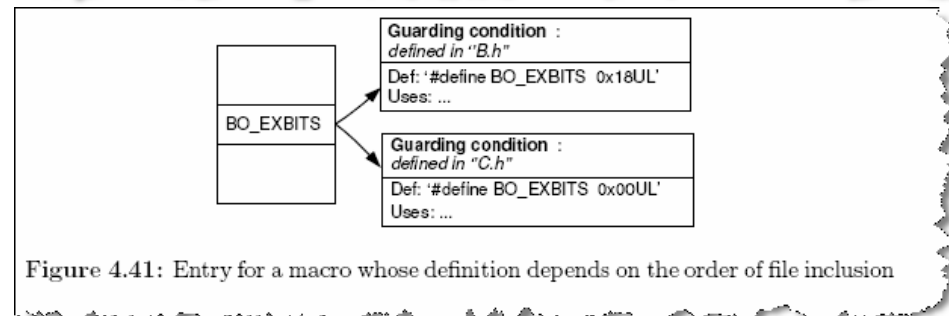 Guarding condition :
defined in "B.h"
Def: '#define BO_EXBITS 0x18UL'
Uses: ...
BO_EXBITS
Guarding condition :
defined in "C.h"
Def: '#define BO_EXBITS 0x00UL'
Uses: ...
Figure 4.41: Entry for a macro whose definition depends on the order of file inclusion